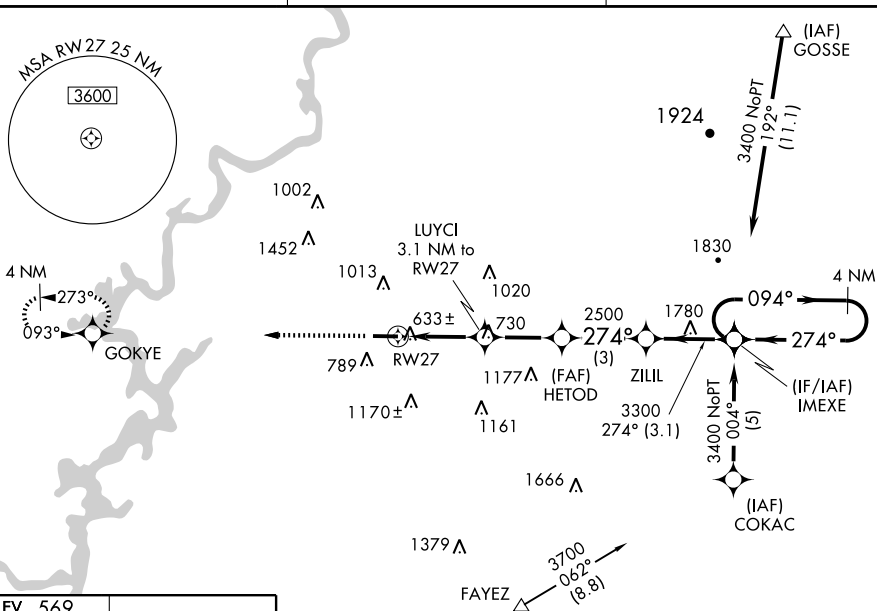 MSA RW27 25 NM
3600
(IAF)
GOSSE
3400 NoPT
192°
(11.1)
1924
1002
1452
LUYCI
3.1 NM to
RW27
1830
4 NM
273°
093°
GOKYE
1013
1020
633±
730
2500
274°
(3)
1780
094°
4 NM
274°
789
RW27
1177
(FAF)
HETOD
ZILIL
(IF/IAF)
IMEXE
1170±
1161
3300
274° (3.1)
3400 NoPT
004°
(5)
1666
(IAF)
COKAC
1379
3700
062°
(8.8)
FAYEZ
EV 569